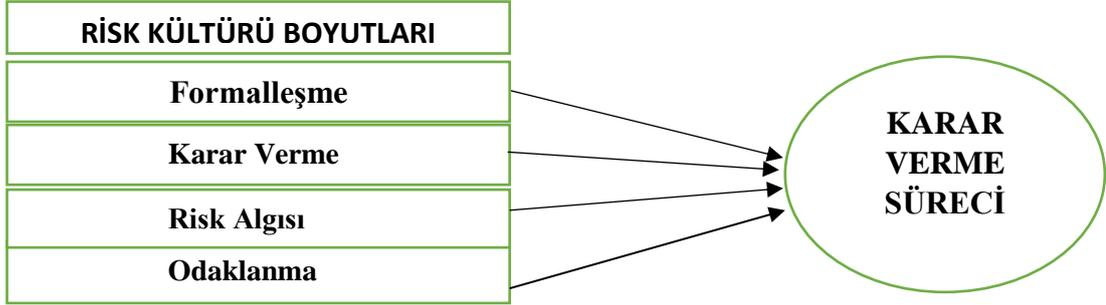 RİSK KÜLTÜRÜ BOYUTLARI
Formalleşme
Karar Verme
Risk Algısı
Odaklanma
KARAR
VERME
SÜRECİ